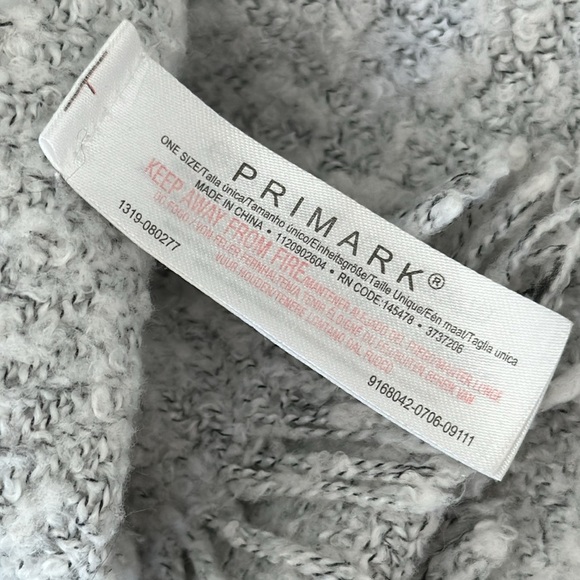 PRIMARK®
ONE SIZE/Talla única/Tamanho único/Einheitsgröße/Taille Unique/Eén maat/Taglia unica
MADE IN CHINA • 1120902604 • RN CODE:145478 • 3737206
KEEP AWAY FROM FIRE
1319-080277
9168042-0706-09111